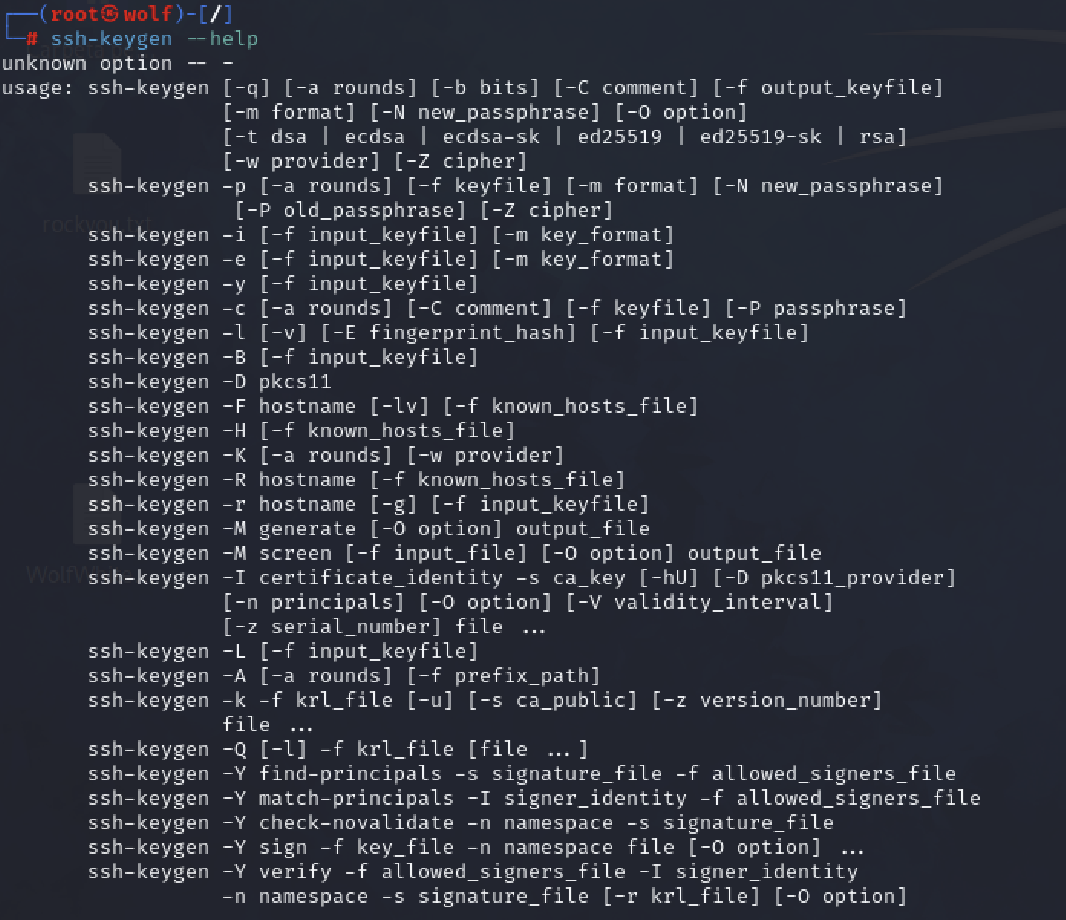 ┌──(root㉿wolf)-[/]
└─# ssh-keygen --help
unknown option -- -
usage: ssh-keygen [-q] [-a rounds] [-b bits] [-C comment] [-f output_keyfile]
                  [-m format] [-N new_passphrase] [-O option]
                  [-t dsa | ecdsa | ecdsa-sk | ed25519 | ed25519-sk | rsa]
                  [-w provider] [-Z cipher]
       ssh-keygen -p [-a rounds] [-f keyfile] [-m format] [-N new_passphrase]
                   [-P old_passphrase] [-Z cipher]
rockyou.txt
       ssh-keygen -i [-f input_keyfile] [-m key_format]
       ssh-keygen -e [-f input_keyfile] [-m key_format]
       ssh-keygen -y [-f input_keyfile]
       ssh-keygen -c [-a rounds] [-C comment] [-f keyfile] [-P passphrase]
       ssh-keygen -l [-v] [-E fingerprint_hash] [-f input_keyfile]
       ssh-keygen -B [-f input_keyfile]
       ssh-keygen -D pkcs11
       ssh-keygen -F hostname [-lv] [-f known_hosts_file]
       ssh-keygen -H [-f known_hosts_file]
       ssh-keygen -K [-a rounds] [-w provider]
       ssh-keygen -R hostname [-f known_hosts_file]
       ssh-keygen -r hostname [-g] [-f input_keyfile]
       ssh-keygen -M generate [-O option] output_file
       ssh-keygen -M screen [-f input_file] [-O option] output_file
       ssh-keygen -I certificate_identity -s ca_key [-hU] [-D pkcs11_provider]
                  [-n principals] [-O option] [-V validity_interval]
                  [-z serial_number] file ...
       ssh-keygen -L [-f input_keyfile]
       ssh-keygen -A [-a rounds] [-f prefix_path]
       ssh-keygen -k -f krl_file [-u] [-s ca_public] [-z version_number]
                  file ...
       ssh-keygen -Q [-l] -f krl_file [file ...]
       ssh-keygen -Y find-principals -s signature_file -f allowed_signers_file
       ssh-keygen -Y match-principals -I signer_identity -f allowed_signers_file
       ssh-keygen -Y check-novalidate -n namespace -s signature_file
       ssh-keygen -Y sign -f key_file -n namespace file [-O option] ...
       ssh-keygen -Y verify -f allowed_signers_file -I signer_identity
                  -n namespace -s signature_file [-r krl_file] [-O option]